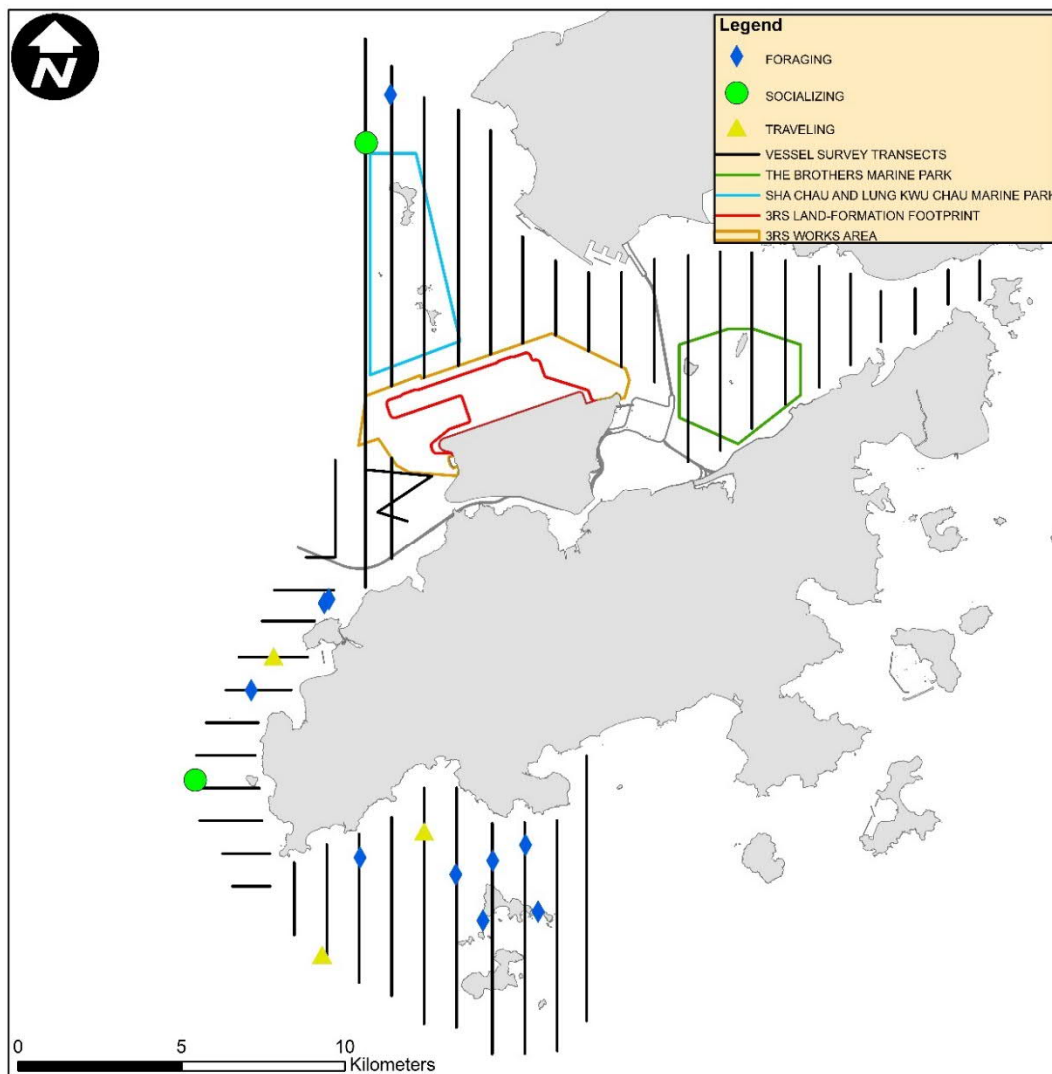 N
Legend
FORAGING
SOCIALIZING
TRAVELING
VESSEL SURVEY TRANSECTS
THE BROTHERS MARINE PARK
SHA CHAU AND LUNG KWU CHAU MARINE PARK
3RS LAND-FORMATION FOOTPRINT
3RS WORKS AREA
0 5 10
Kilometers